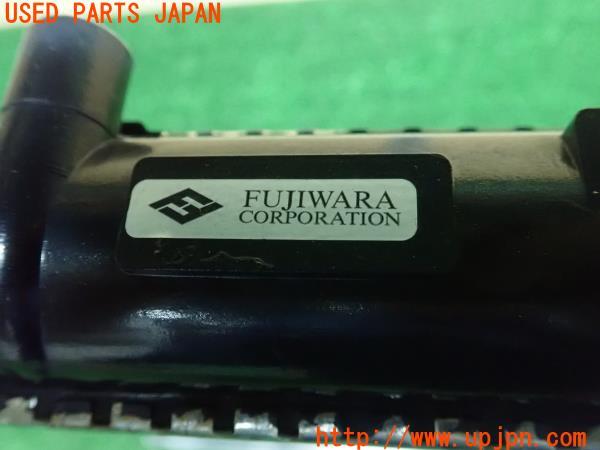 USED PARTS JAPAN
FUJIWARA
CORPORATION
http://www.upjpn.com